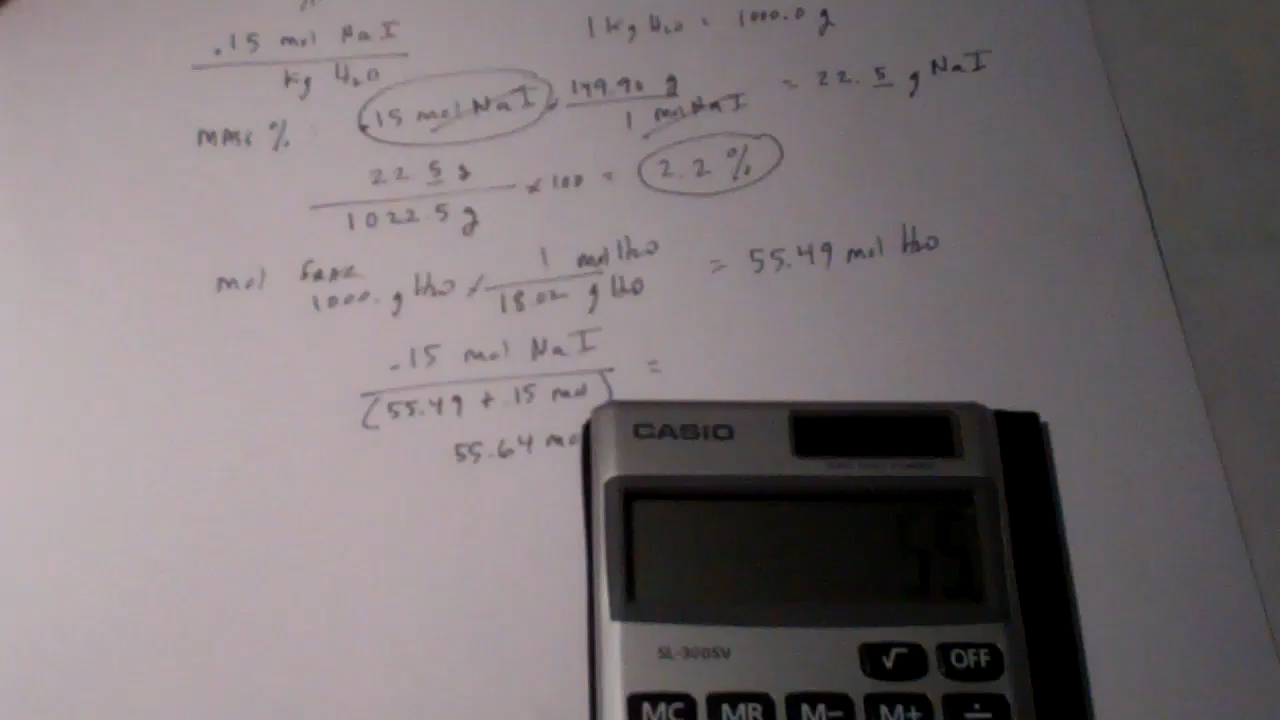 .15 mol NaI
kg H2O
1 kg H2O = 1000.0 g
mass %
.15 mol NaI × 149.90 g
1 mol NaI
= 22.5 g NaI
22.5 g
1022.5 g
× 100 = 2.2 %
mol frac
1000. g H2O × 1 mol H2O
18.02 g H2O
= 55.49 mol H2O
.15 mol NaI
(55.49 + .15 mol)
=
55.64 mo
CASIO
55
SL-300SV
√ OFF
MC MR M- M+ ÷